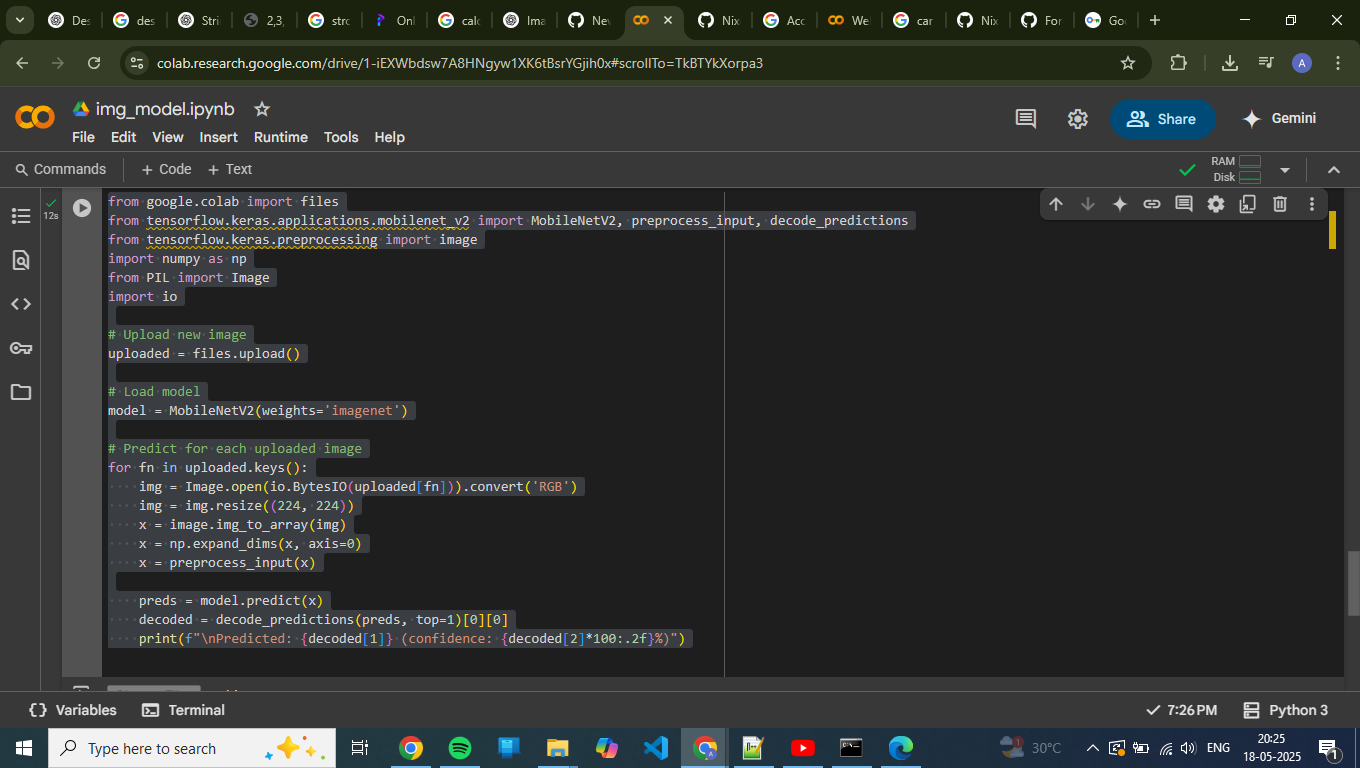 Des
des
Stri
2,3,
stro
Onl
calc
Ima
Nev
Nix
Acc
We
car
Nix
For
Goo
colab.research.google.com/drive/1-iEXWbdsw7A8HNgyw1XK6tBsrYGjih0x#scrollTo=TkBTYkXorpa3
A
img_model.ipynb
File Edit View Insert Runtime Tools Help
Share
Gemini
Commands + Code + Text
RAM
Disk
12s
from google.colab import files
from tensorflow.keras.applications.mobilenet_v2 import MobileNetV2, preprocess_input, decode_predictions
from tensorflow.keras.preprocessing import image
import numpy as np
from PIL import Image
import io
# Upload new image
uploaded = files.upload()
# Load model
model = MobileNetV2(weights='imagenet')
# Predict for each uploaded image
for fn in uploaded.keys():
    img = Image.open(io.BytesIO(uploaded[fn])).convert('RGB')
    img = img.resize((224, 224))
    x = image.img_to_array(img)
    x = np.expand_dims(x, axis=0)
    x = preprocess_input(x)
    preds = model.predict(x)
    decoded = decode_predictions(preds, top=1)[0][0]
    print(f"\nPredicted: {decoded[1]} (confidence: {decoded[2]*100:.2f}%)")
Variables Terminal
7:26 PM Python 3
Type here to search
30°C
ENG
20:25
18-05-2025
1